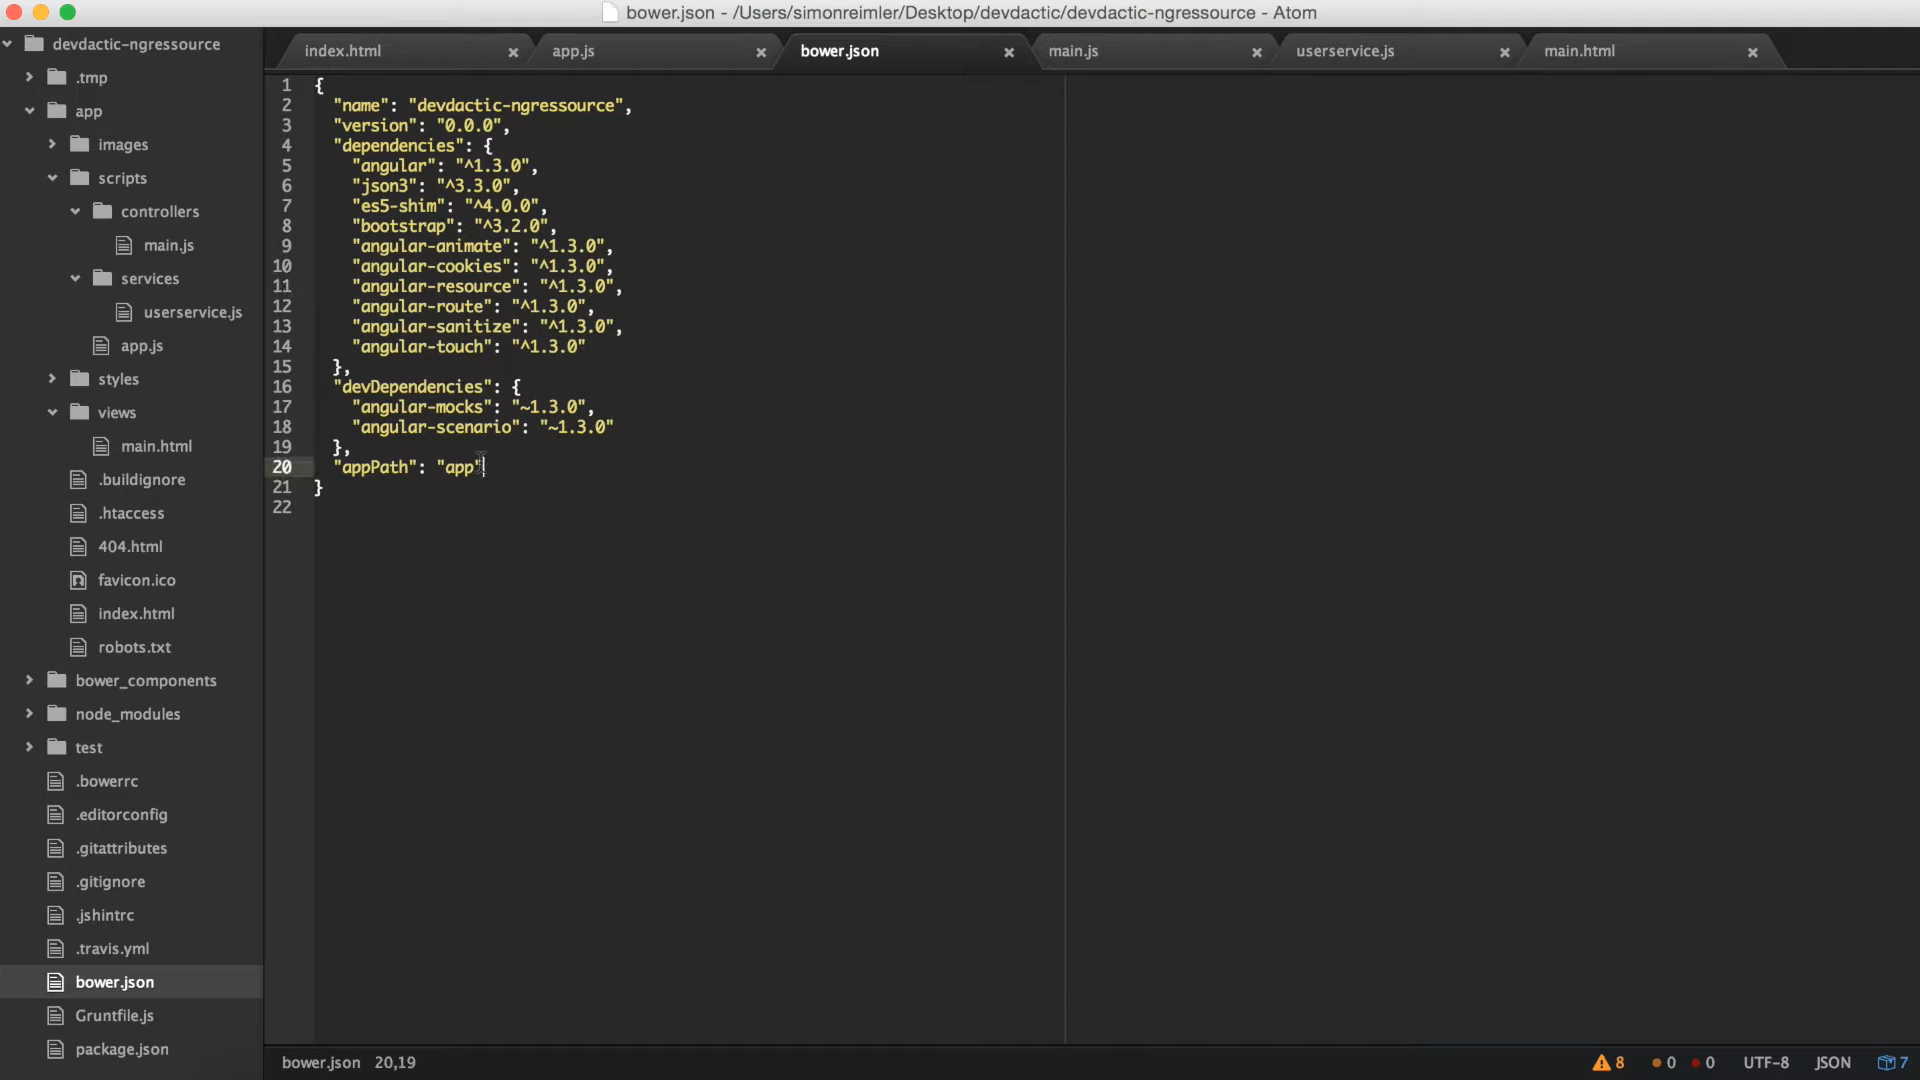 bower.json - /Users/simonreimler/Desktop/devdactic/devdactic-ngressource - Atom
devdactic-ngressource
.tmp
app
images
scripts
controllers
main.js
services
userservice.js
app.js
styles
views
main.html
.buildignore
.htaccess
404.html
favicon.ico
index.html
robots.txt
bower_components
node_modules
test
.bowerrc
.editorconfig
.gitattributes
.gitignore
.jshintrc
.travis.yml
bower.json
Gruntfile.js
package.json
index.html app.js bower.json main.js userservice.js main.html
1 {
2 "name": "devdactic-ngressource",
3 "version": "0.0.0",
4 "dependencies": {
5 "angular": "^1.3.0",
6 "json3": "^3.3.0",
7 "es5-shim": "^4.0.0",
8 "bootstrap": "^3.2.0",
9 "angular-animate": "^1.3.0",
10 "angular-cookies": "^1.3.0",
11 "angular-resource": "^1.3.0",
12 "angular-route": "^1.3.0",
13 "angular-sanitize": "^1.3.0",
14 "angular-touch": "^1.3.0"
15 },
16 "devDependencies": {
17 "angular-mocks": "~1.3.0",
18 "angular-scenario": "~1.3.0"
19 },
20 "appPath": "app"
21 }
22
bower.json 20,19 8 0 0 UTF-8 JSON 7